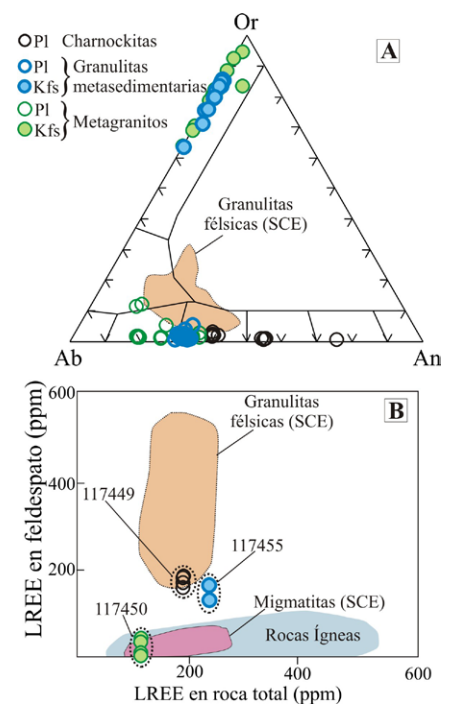 Or
A
Pl Charnockitas
Pl Granulitas
Kfs metasedimentarias
Pl
Kfs Metagranitos
Granulitas
félsicas (SCE)
Ab
An
B
LREE en feldespato (ppm)
600
400
200
Granulitas
félsicas (SCE)
117449
117455
117450
Migmatitas (SCE)
Rocas Ígneas
200
400
600
LREE en roca total (ppm)